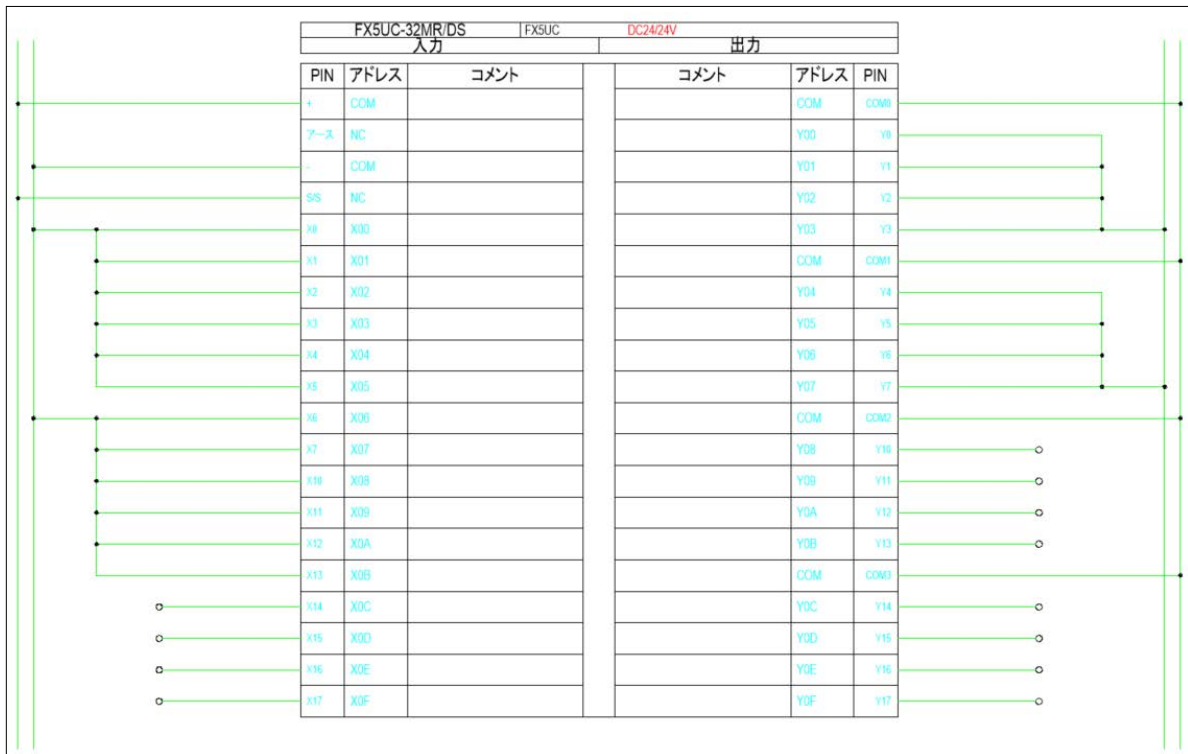 FX5UC-32MR/DS FX5UC DC24/24V
入力 出力
PIN アドレス コメント コメント アドレス PIN
+ COM COM COM0
アース NC Y00 Y0
- COM Y01 Y1
S/S NC Y02 Y2
X0 X00 Y03 Y3
X1 X01 COM COM1
X2 X02 Y04 Y4
X3 X03 Y05 Y5
X4 X04 Y06 Y6
X5 X05 Y07 Y7
X6 X06 COM COM2
X7 X07 Y08 Y10
X10 X08 Y09 Y11
X11 X09 Y0A Y12
X12 X0A Y0B Y13
X13 X0B COM COM3
X14 X0C Y0C Y14
X15 X0D Y0D Y15
X16 X0E Y0E Y16
X17 X0F Y0F Y17